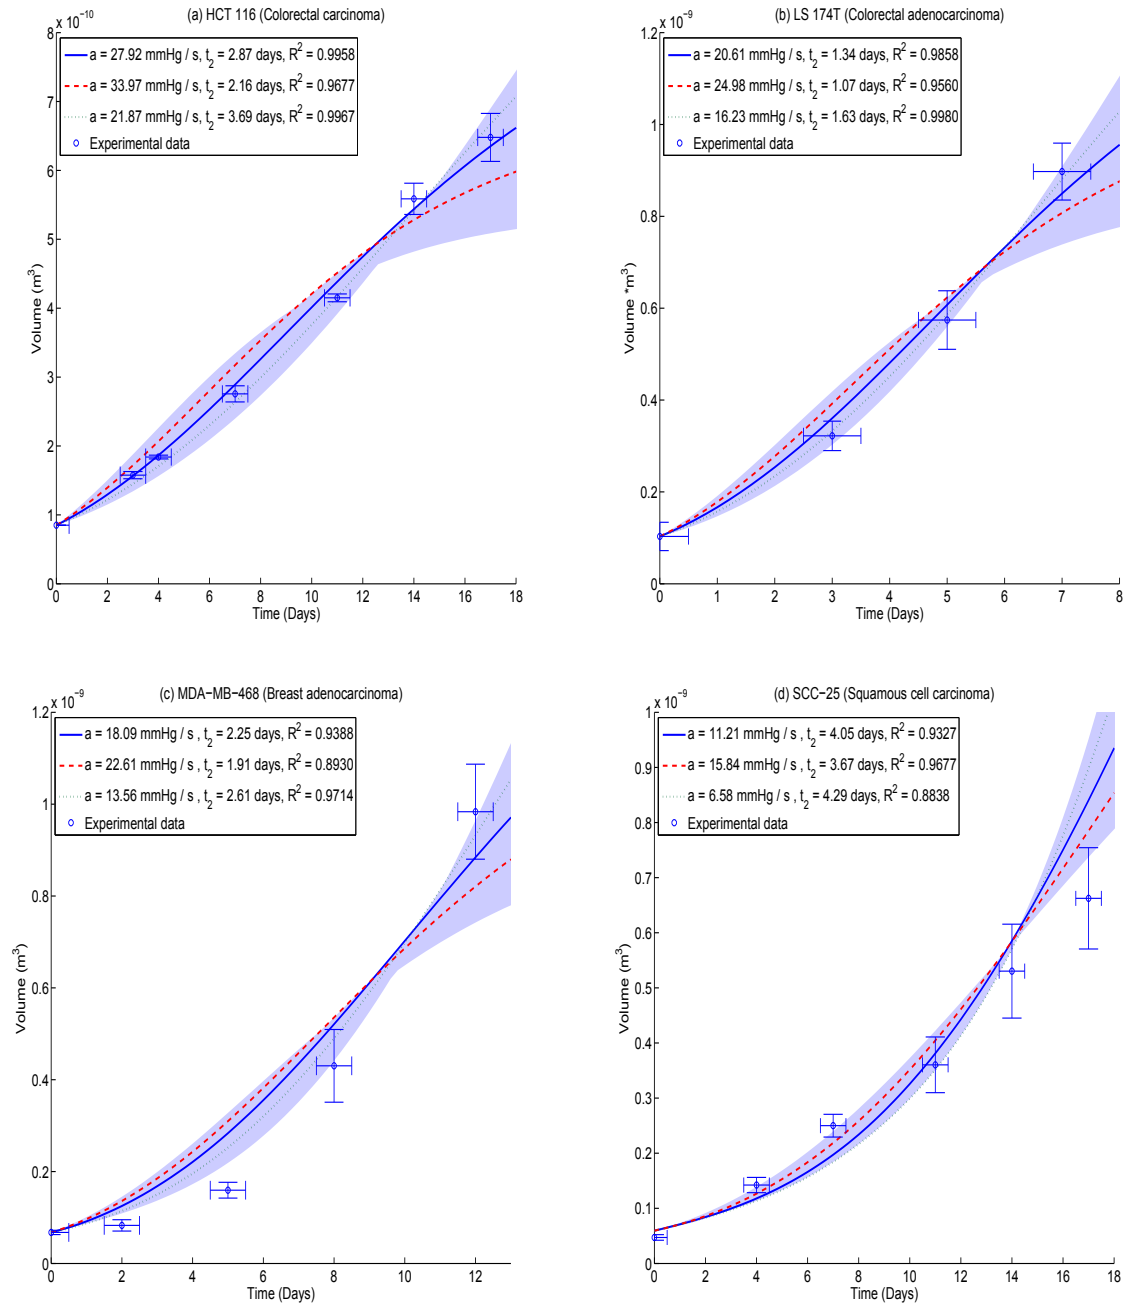 (a) HCT 116 (Colorectal carcinoma)
x 10⁻¹⁰
a = 27.92 mmHg / s, t₂ = 2.87 days, R² = 0.9958
a = 33.97 mmHg / s, t₂ = 2.16 days, R² = 0.9677
a = 21.87 mmHg / s, t₂ = 3.69 days, R² = 0.9967
Experimental data
8
7
6
5
4
3
2
1
0
Volume (m³)
0 2 4 6 8 10 12 14 16 18
Time (Days)
(b) LS 174T (Colorectal adenocarcinoma)
x 10⁻⁹
a = 20.61 mmHg / s, t₂ = 1.34 days, R² = 0.9858
a = 24.98 mmHg / s, t₂ = 1.07 days, R² = 0.9560
a = 16.23 mmHg / s, t₂ = 1.63 days, R² = 0.9980
Experimental data
1.2
1
0.8
0.6
0.4
0.2
0
Volume *m³)
0 1 2 3 4 5 6 7 8
Time (Days)
(c) MDA−MB−468 (Breast adenocarcinoma)
x 10⁻⁹
a = 18.09 mmHg / s , t₂ = 2.25 days, R² = 0.9388
a = 22.61 mmHg / s , t₂ = 1.91 days, R² = 0.8930
a = 13.56 mmHg / s , t₂ = 2.61 days, R² = 0.9714
Experimental data
1.2
1
0.8
0.6
0.4
0.2
0
Volume (m³)
0 2 4 6 8 10 12
Time (Days)
(d) SCC−25 (Squamous cell carcinoma)
x 10⁻⁹
a = 11.21 mmHg / s , t₂ = 4.05 days, R² = 0.9327
a = 15.84 mmHg / s , t₂ = 3.67 days, R² = 0.9677
a = 6.58 mmHg / s , t₂ = 4.29 days, R² = 0.8838
Experimental data
1
0.9
0.8
0.7
0.6
0.5
0.4
0.3
0.2
0.1
0
Volume (m³)
0 2 4 6 8 10 12 14 16 18
Time (Days)